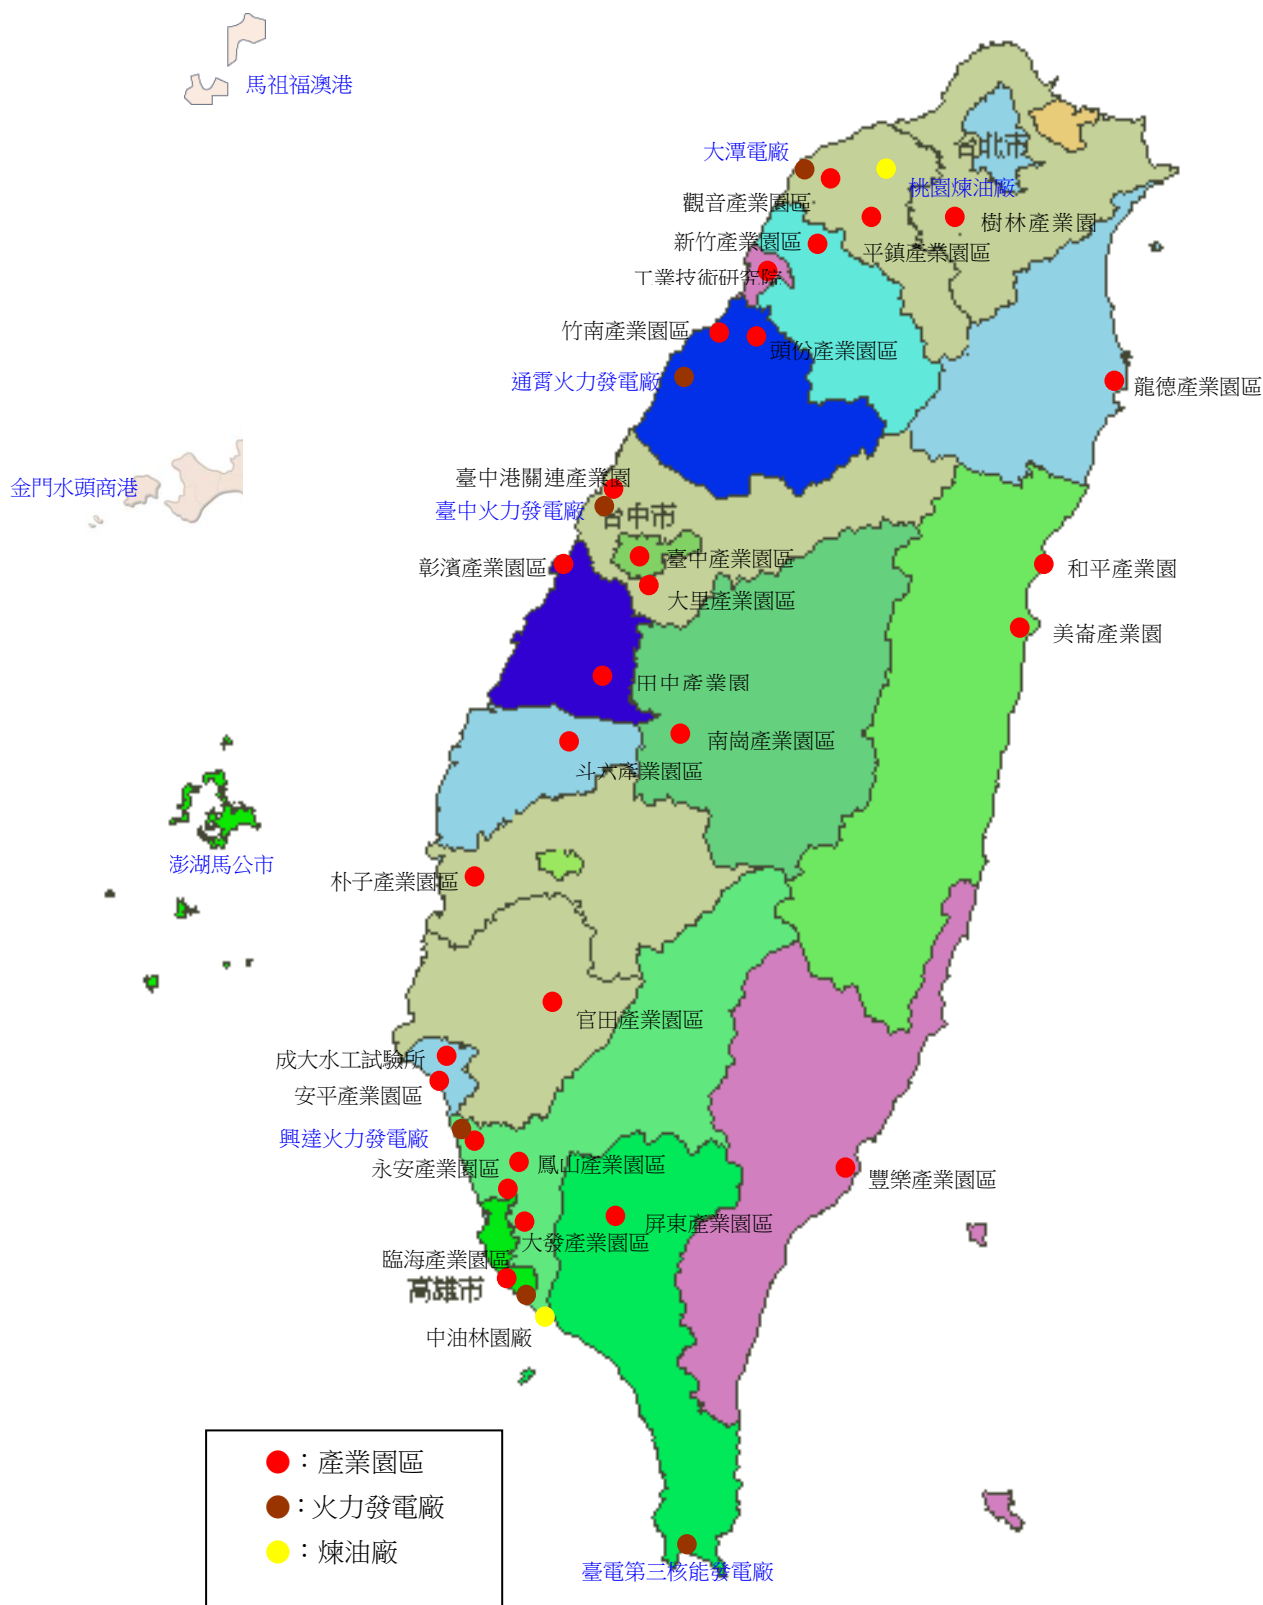 馬祖福澳港
台北市
大潭電廠
桃園煉油廠
觀音產業園區
樹林產業園
新竹產業園區
平鎮產業園區
工業技術研究院
竹南產業園區
頭份產業園區
通霄火力發電廠
龍德產業園區
臺中港關連產業園
金門水頭商港
臺中火力發電廠
台中市
臺中產業園區
彰濱產業園區
和平產業園
大里產業園區
美崙產業園
田中產業園
南崗產業園區
斗六產業園區
澎湖馬公市
朴子產業園區
官田產業園區
成大水工試驗所
安平產業園區
興達火力發電廠
永安產業園區
鳳山產業園區
豐樂產業園區
屏東產業園區
大發產業園區
臨海產業園區
高雄市
中油林園廠
：產業園區
：火力發電廠
：煉油廠
臺電第三核能發電廠